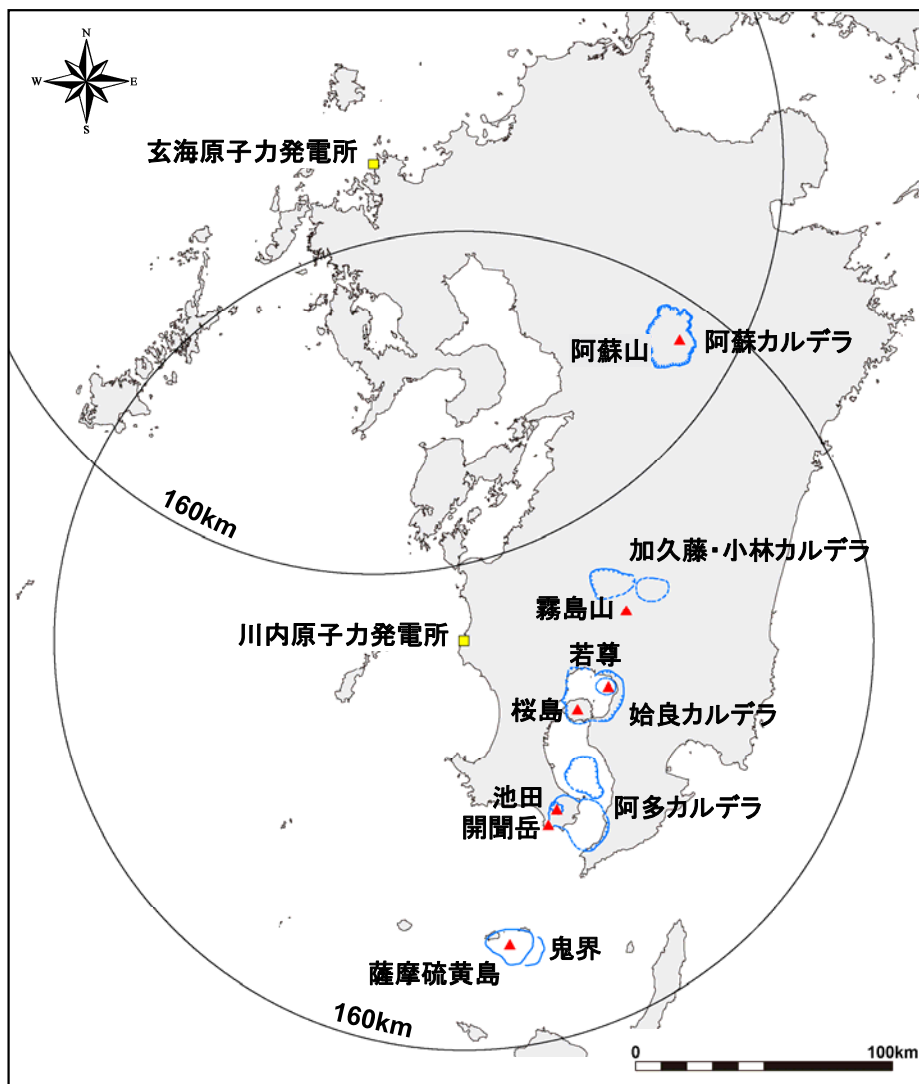 N
W E
S
玄海原子力発電所
阿蘇山
阿蘇カルデラ
160km
加久藤・小林カルデラ
霧島山
川内原子力発電所
若尊
桜島
姶良カルデラ
池田
阿多カルデラ
開聞岳
鬼界
薩摩硫黄島
160km
0 100km